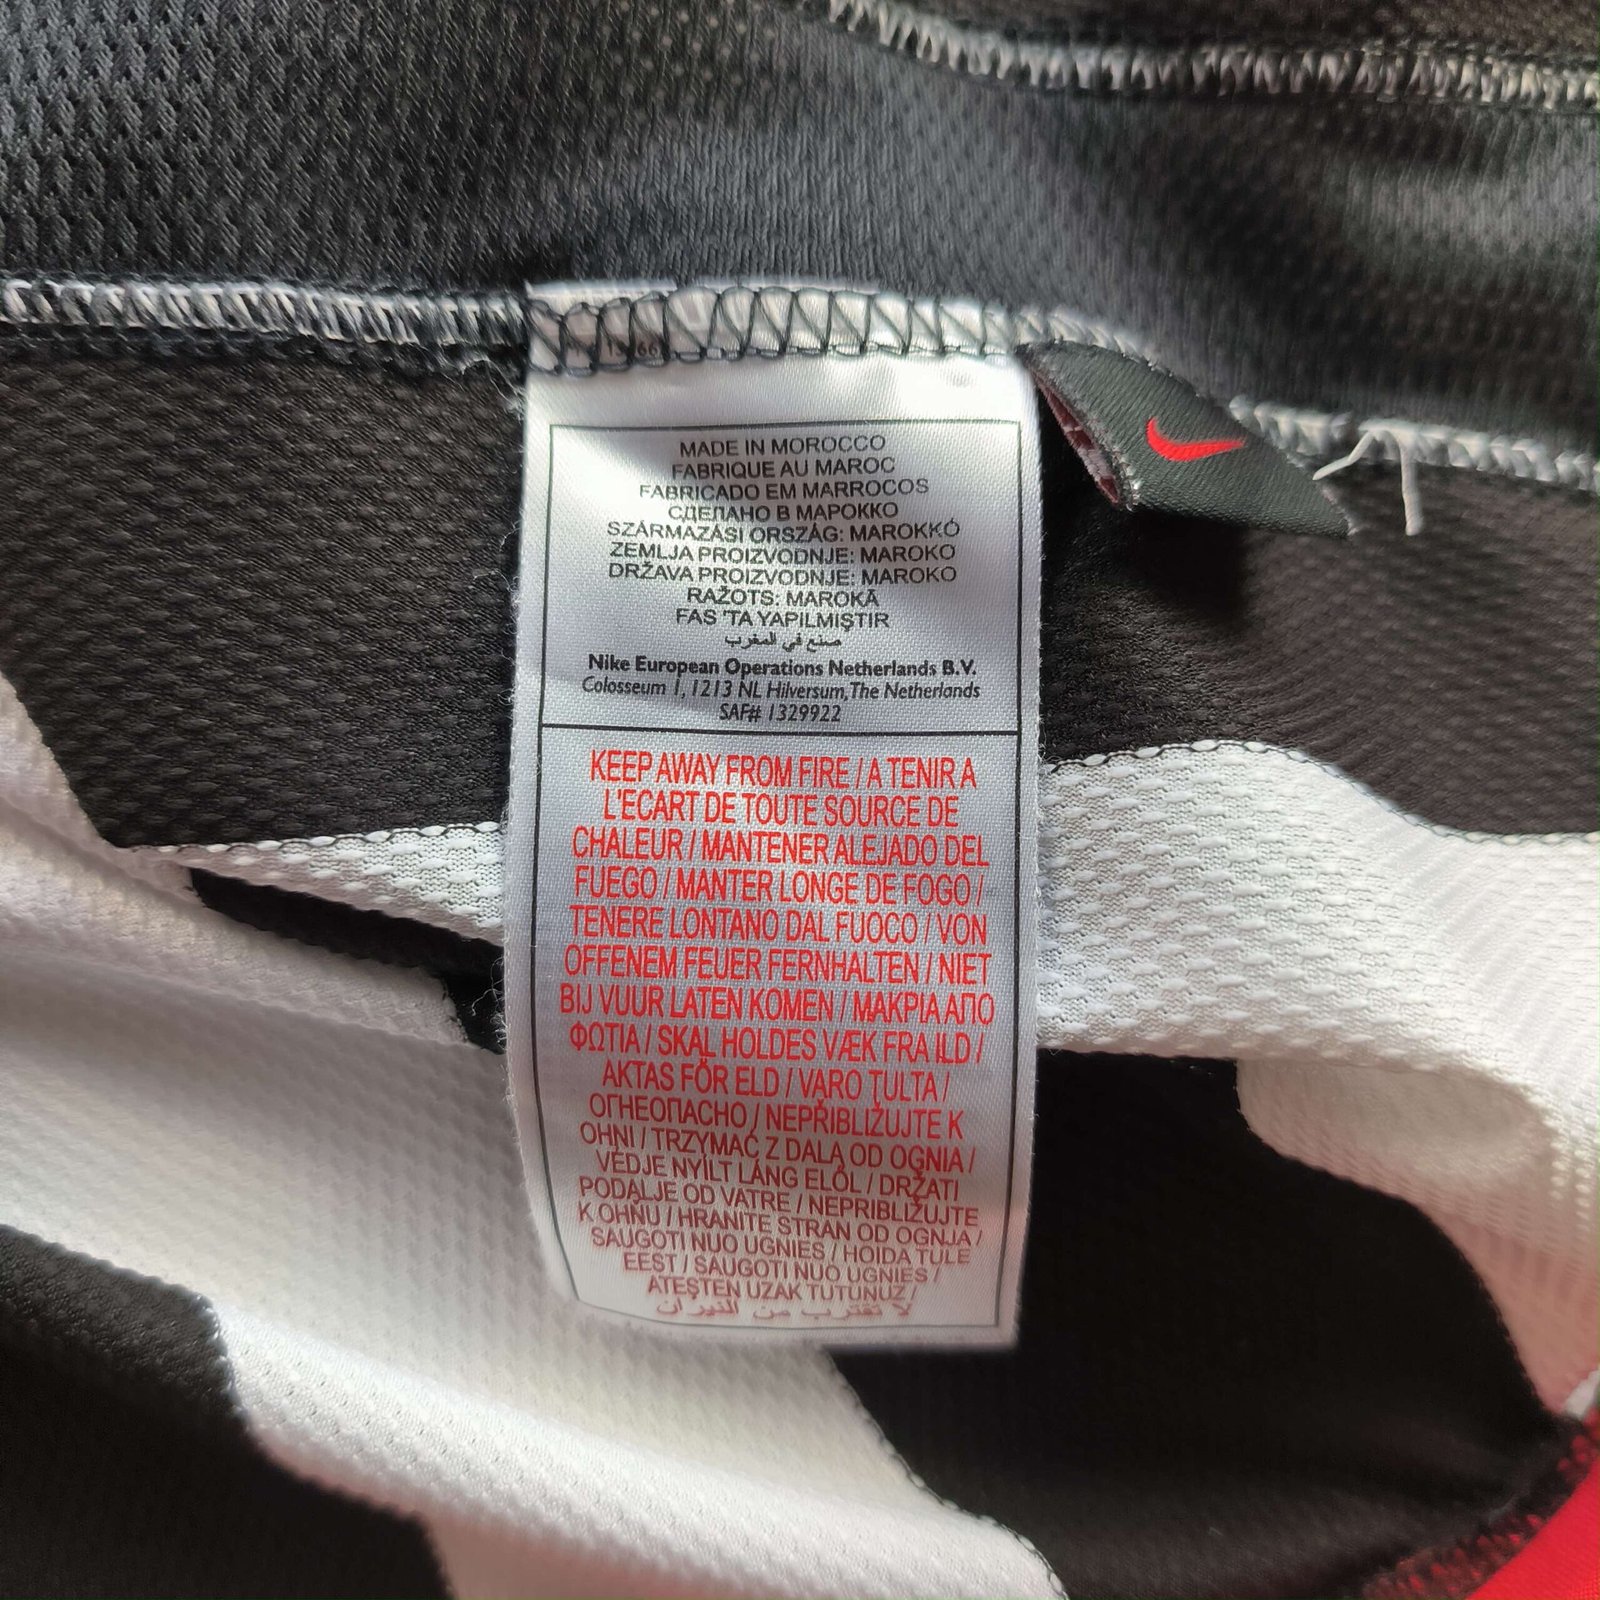 MADE IN MOROCCO
FABRIQUE AU MAROC
FABRICADO EM MARROCOS
СДЕЛАНО В МАРОККО
SZÁRMAZÁSI ORSZÁG: MAROKKÓ
ZEMLJA PROIZVODNJE: MAROKO
DRŽAVA PROIZVODNJE: MAROKO
RAŽOTS: MAROKĀ
FAS 'TA YAPILMIŞTIR
صنع في المغرب
Nike European Operations Netherlands B.V.
Colosseum 1, 1213 NL Hilversum, The Netherlands
SAF# 1329922
KEEP AWAY FROM FIRE / A TENIR A
L'ECART DE TOUTE SOURCE DE
CHALEUR / MANTENER ALEJADO DEL
FUEGO / MANTER LONGE DE FOGO /
TENERE LONTANO DAL FUOCO / VON
OFFENEM FEUER FERNHALTEN / NIET
BIJ VUUR LATEN KOMEN / ΜΑΚΡΙΑ ΑΠΟ
ΦΩΤΙΑ / SKAL HOLDES VÆK FRA ILD /
AKTAS FÖR ELD / VARO TULTA /
ОГНЕОПАСНО / NEPŘIBLIŽUJTE K
OHNI / TRZYMAĆ Z DALA OD OGNIA /
VÉDJE NYÍLT LÁNG ELŐL / DRŽATI
PODALJE OD VATRE / NEPRIBLIŽUJTE
K OHŇU / HRANITE STRAN OD OGNJA /
SAUGOTI NUO UGNIES / HOIDA TULE
EEST / SAUGOTI NUO UGNIES /
ATEŞTEN UZAK TUTUNUZ /
لا تقترب من النيران